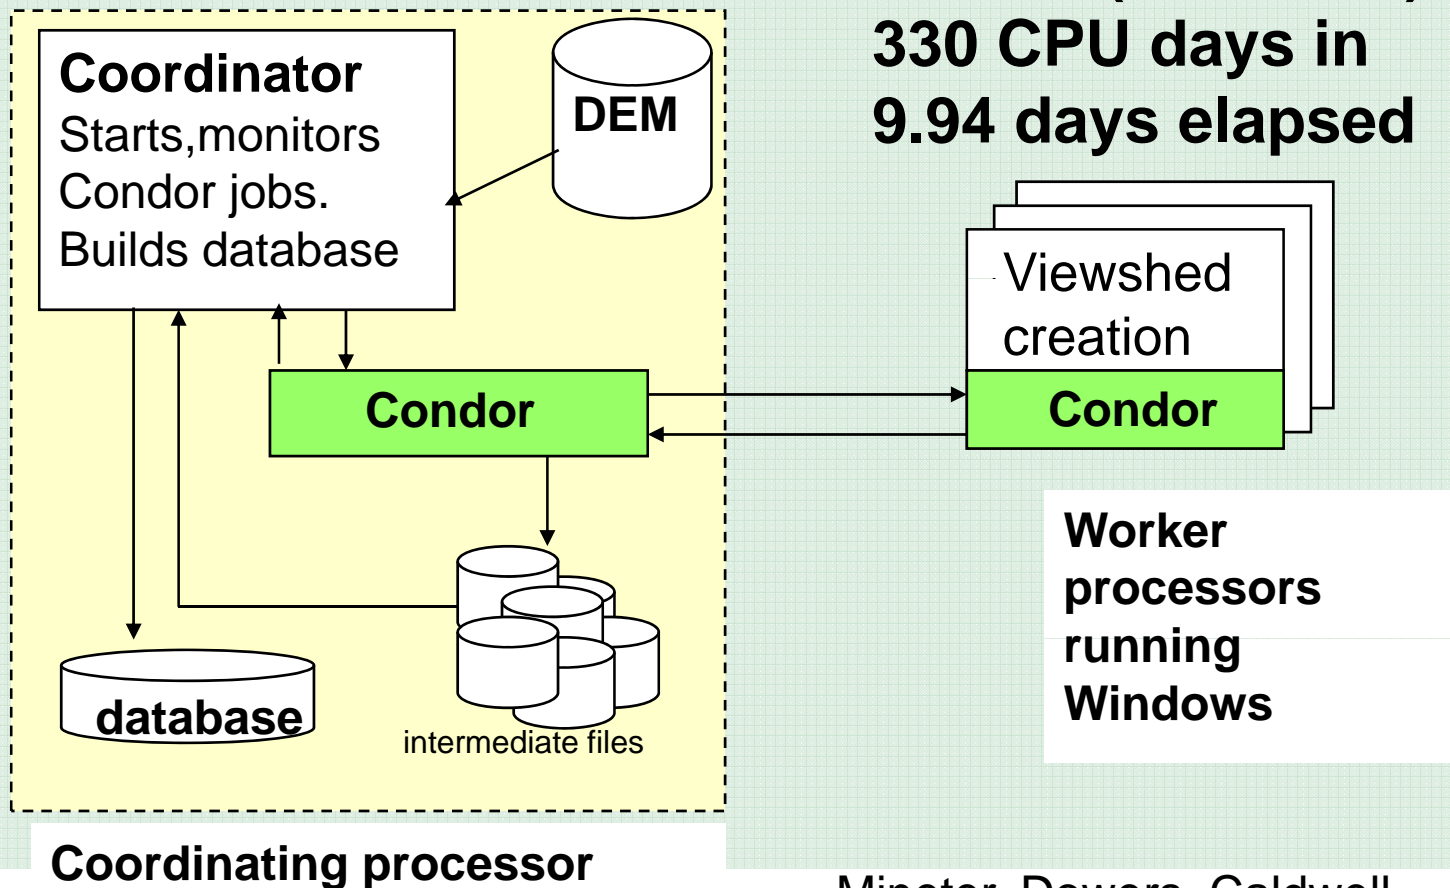 330 CPU days in
9.94 days elapsed
Coordinator
Starts,monitors
Condor jobs.
Builds database
DEM
Viewshed
creation
Condor
Condor
Worker
processors
running
Windows
database
intermediate files
Coordinating processor